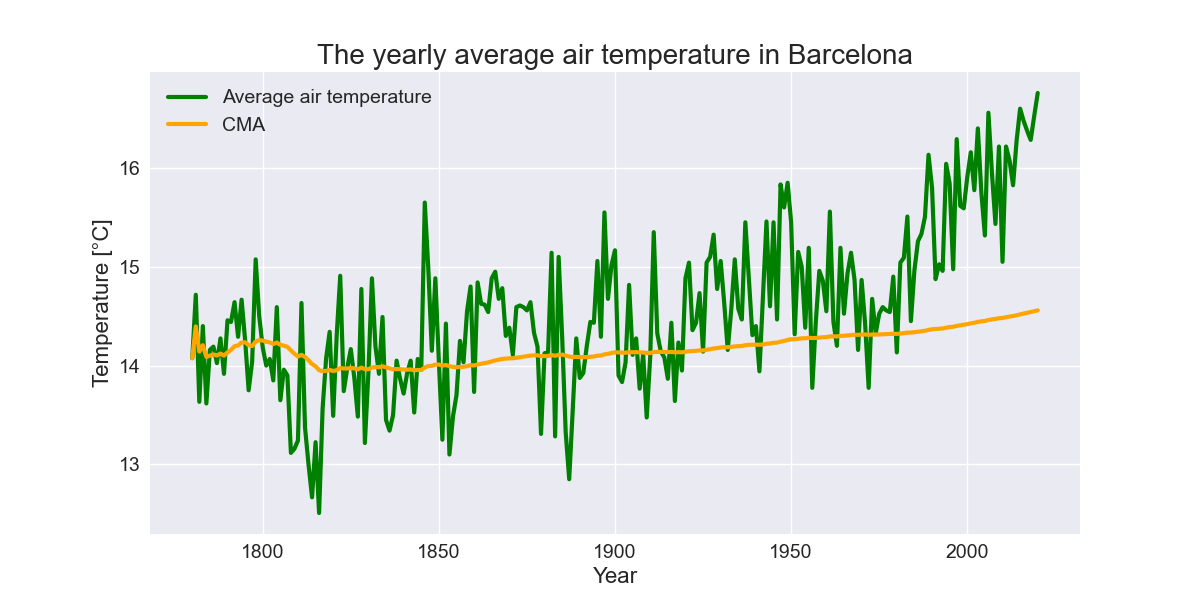 The yearly average air temperature in Barcelona
Average air temperature
CMA
16
15
14
13
Temperature [°C]
1800 1850 1900 1950 2000
Year